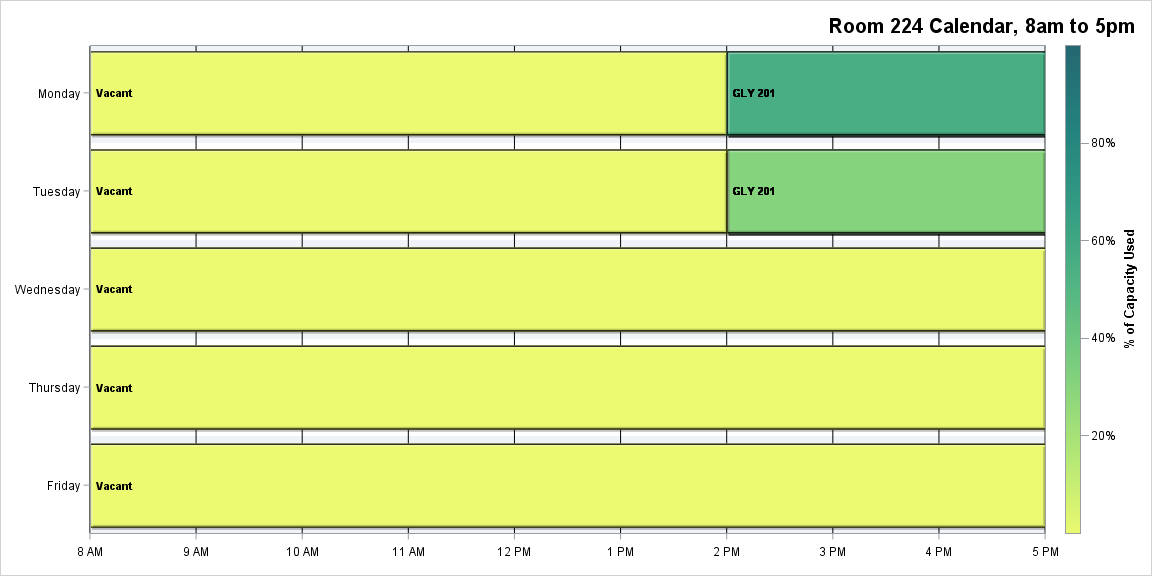 Room 224 Calendar, 8am to 5pm
Monday
Vacant
GLY 201
Tuesday
Vacant
GLY 201
Wednesday
Vacant
Thursday
Vacant
Friday
Vacant
8 AM 9 AM 10 AM 11 AM 12 PM 1 PM 2 PM 3 PM 4 PM 5 PM
80%
60%
40%
20%
% of Capacity Used